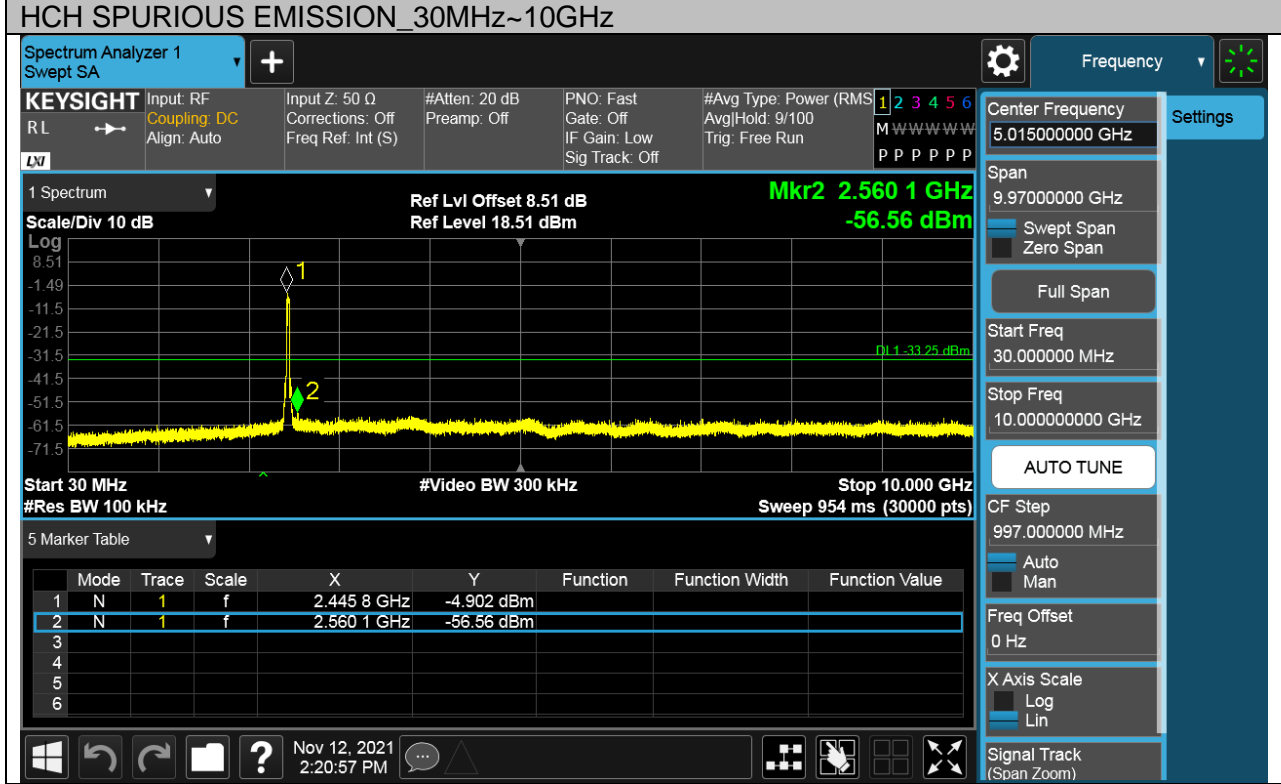 HCH SPURIOUS EMISSION_30MHz~10GHz
Spectrum Analyzer 1
Swept SA
+
Frequency
KEYSIGHT
RL
LXI
Input: RF
Coupling: DC
Align: Auto
Input Z: 50 Ω
Corrections: Off
Freq Ref: Int (S)
#Atten: 20 dB
Preamp: Off
PNO: Fast
Gate: Off
IF Gain: Low
Sig Track: Off
#Avg Type: Power (RMS
Avg|Hold: 9/100
Trig: Free Run
1 2 3 4 5 6
M W W W W W
P P P P P P
Center Frequency
5.015000000 GHz
Settings
1 Spectrum
Scale/Div 10 dB
Ref Lvl Offset 8.51 dB
Ref Level 18.51 dBm
Mkr2 2.560 1 GHz
-56.56 dBm
Log
8.51
-1.49
-11.5
-21.5
-31.5
-41.5
-51.5
-61.5
-71.5
1
2
DL1 -33.25 dBm
Start 30 MHz
#Res BW 100 kHz
#Video BW 300 kHz
Stop 10.000 GHz
Sweep 954 ms (30000 pts)
Span
9.97000000 GHz
Swept Span
Zero Span
Full Span
Start Freq
30.000000 MHz
Stop Freq
10.000000000 GHz
AUTO TUNE
CF Step
997.000000 MHz
Auto
Man
Freq Offset
0 Hz
X Axis Scale
Log
Lin
Signal Track
(Span Zoom)
5 Marker Table
Mode Trace Scale X Y Function Function Width Function Value
1 N 1 f 2.445 8 GHz -4.902 dBm
2 N 1 f 2.560 1 GHz -56.56 dBm
3
4
5
6
?
Nov 12, 2021
2:20:57 PM